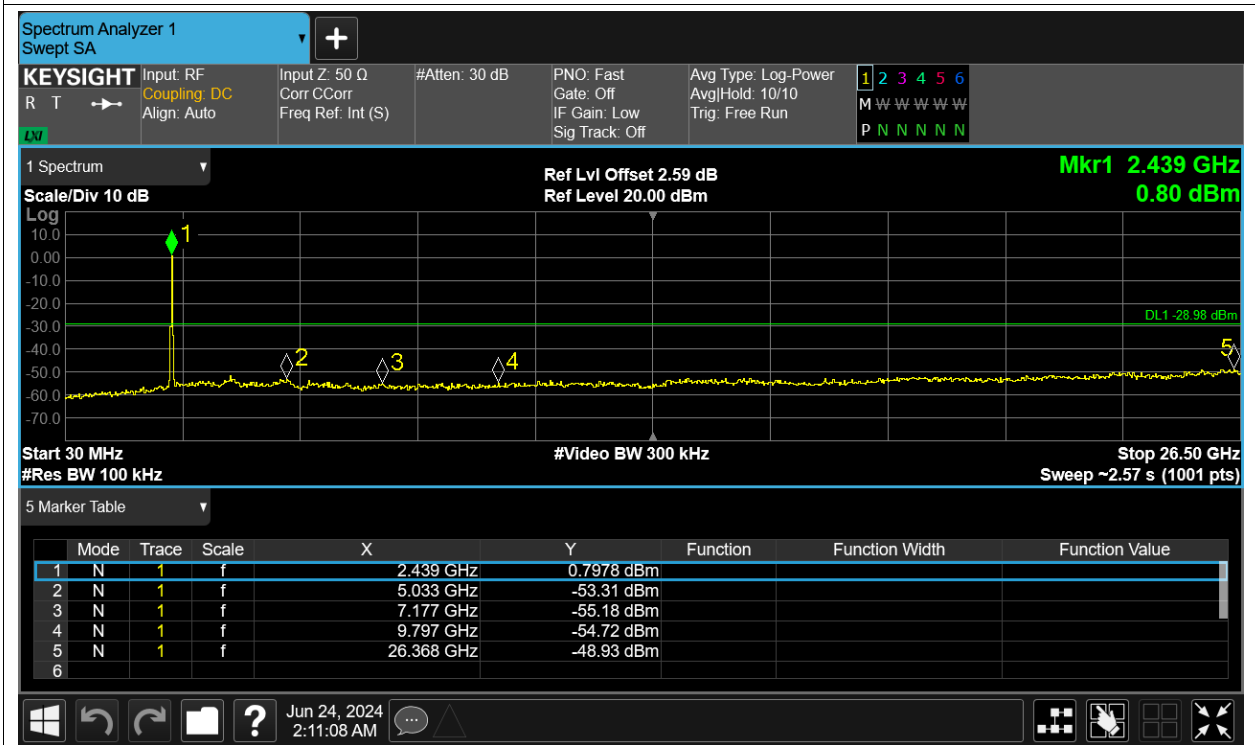 Spectrum Analyzer 1
Swept SA
KEYSIGHT
R T
LXI
Input: RF
Coupling: DC
Align: Auto
Input Z: 50 Ω
Corr CCorr
Freq Ref: Int (S)
#Atten: 30 dB
PNO: Fast
Gate: Off
IF Gain: Low
Sig Track: Off
Avg Type: Log-Power
Avg|Hold: 10/10
Trig: Free Run
1 2 3 4 5 6
M W W W W W
P N N N N N
1 Spectrum
Scale/Div 10 dB
Ref Lvl Offset 2.59 dB
Ref Level 20.00 dBm
Mkr1 2.439 GHz
0.80 dBm
Log
10.0
0.00
-10.0
-20.0
-30.0
-40.0
-50.0
-60.0
-70.0
1
DL1 -28.98 dBm
2
3
4
5
Start 30 MHz
#Res BW 100 kHz
#Video BW 300 kHz
Stop 26.50 GHz
Sweep ~2.57 s (1001 pts)
5 Marker Table
Mode Trace Scale X Y Function Function Width Function Value
1 N 1 f 2.439 GHz 0.7978 dBm
2 N 1 f 5.033 GHz -53.31 dBm
3 N 1 f 7.177 GHz -55.18 dBm
4 N 1 f 9.797 GHz -54.72 dBm
5 N 1 f 26.368 GHz -48.93 dBm
6
?
Jun 24, 2024
2:11:08 AM